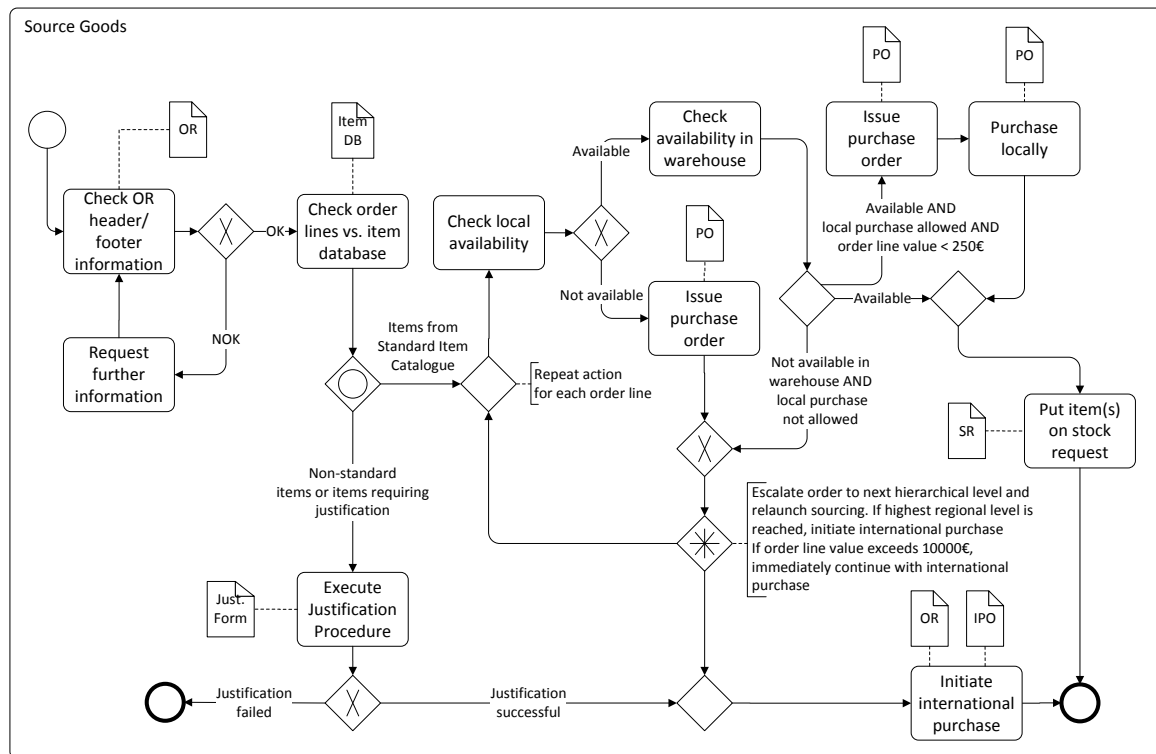 Source Goods
OR
Check OR
header/
footer
information
OK
NOK
Request
further
information
Item
DB
Check order
lines vs. item
database
Items from
Standard Item
Catalogue
Repeat action
for each order line
Check local
availability
Available
Not available
Check
availability in
warehouse
PO
Issue
purchase
order
PO
Issue
purchase order
PO
Purchase
locally
Available AND
local purchase allowed AND
order line value < 250€
Available
Not available in
warehouse AND
local purchase
not allowed
SR
Put item(s)
on stock
request
Non-standard
items or items requiring
justification
Escalate order to next hierarchical level and
relaunch sourcing. If highest regional level is
reached, initiate international purchase
If order line value exceeds 10000€,
immediately continue with international
purchase
Just.
Form
Execute
Justification
Procedure
Justification
failed
Justification
successful
OR
IPO
Initiate
international
purchase